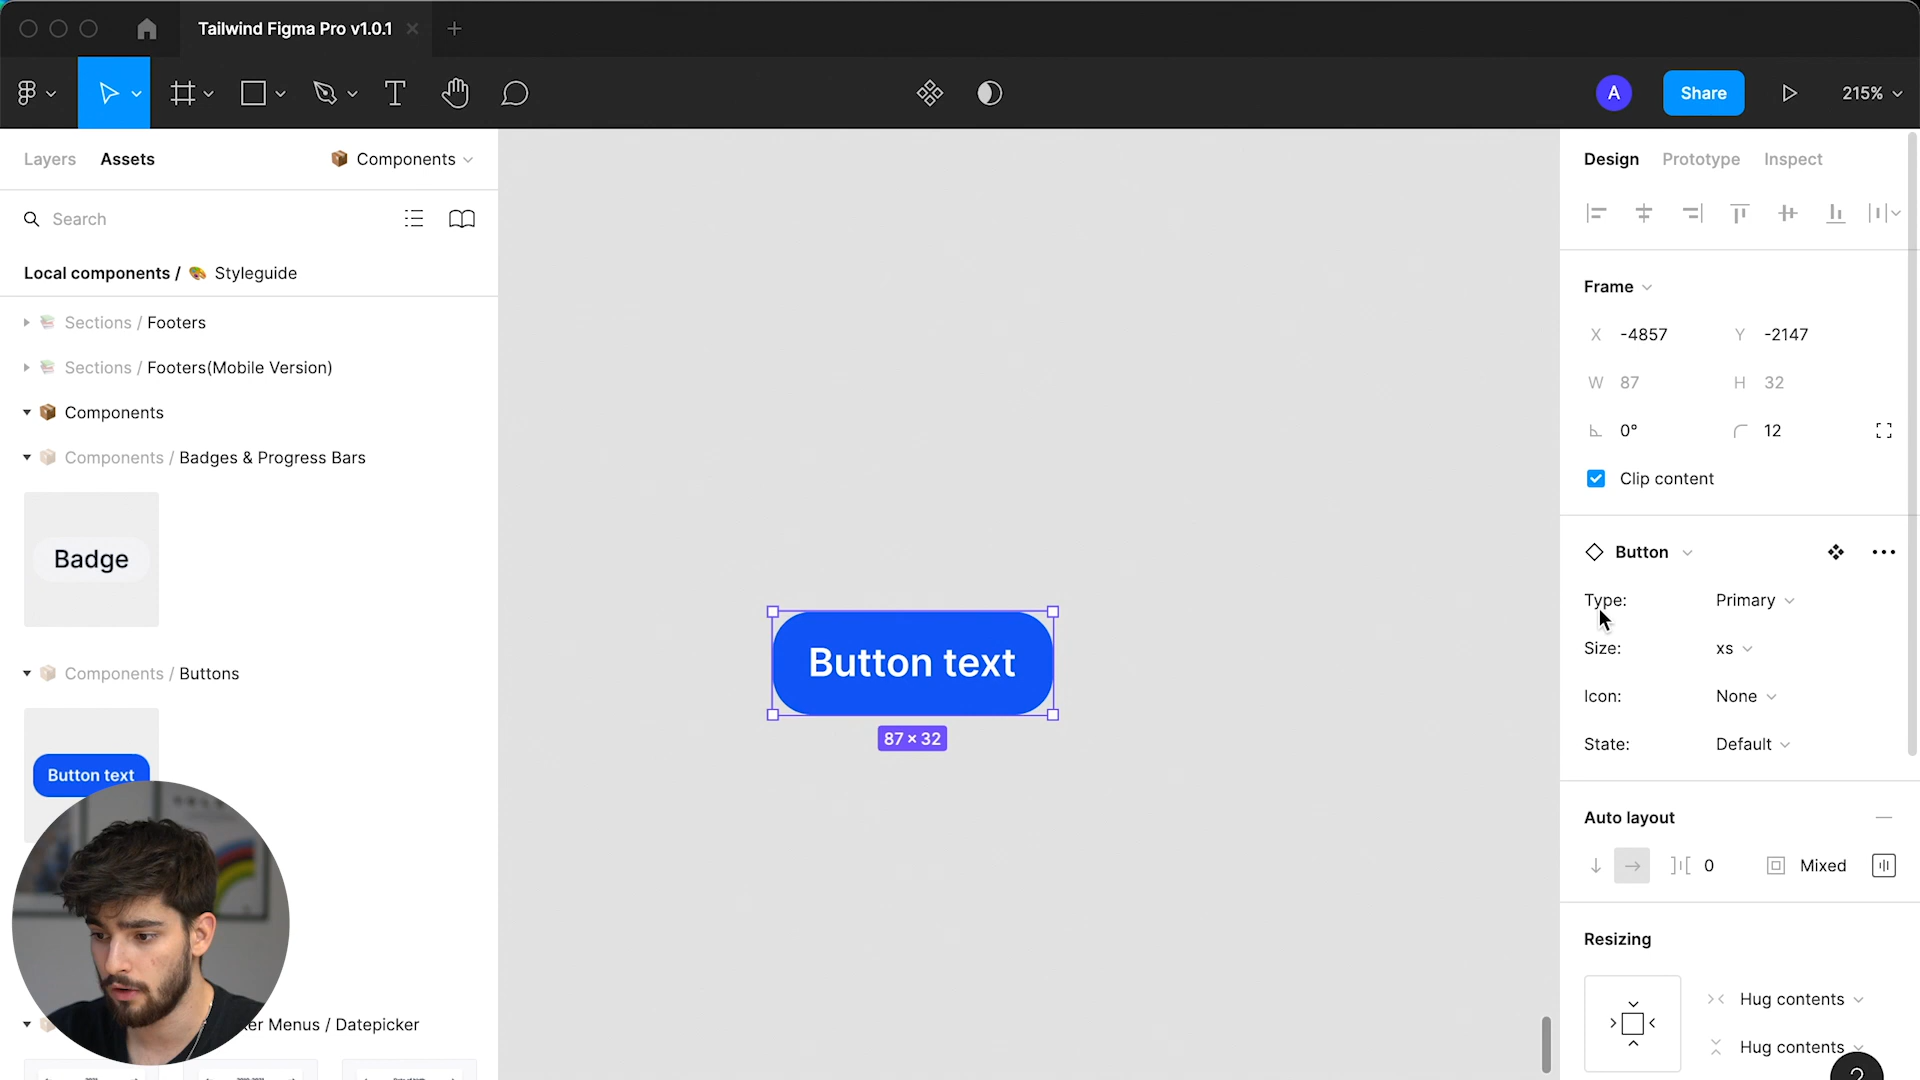 Tailwind Figma Pro v1.0.1
A
Share
215%
Layers
Assets
📦 Components
Search
Local components / 🎨 Styleguide
Sections / Footers
Sections / Footers(Mobile Version)
Components
Components / Badges & Progress Bars
Badge
Components / Buttons
Button text
er Menus / Datepicker
Button text
87 × 32
Design
Prototype
Inspect
Frame
X -4857
Y -2147
W 87
H 32
0°
12
Clip content
Button
Type: Primary
Size: xs
Icon: None
State: Default
Auto layout
0
Mixed
Resizing
Hug contents
Hug contents
?